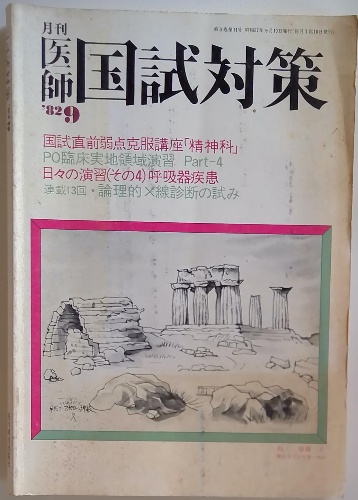 月刊
医師
国試対策
'82 9
国試直前弱点克服講座「精神科」
PO臨床実地領域演習 Part-4
日々の演習(その4)呼吸器疾患
連載13回・論理的X線診断の試み